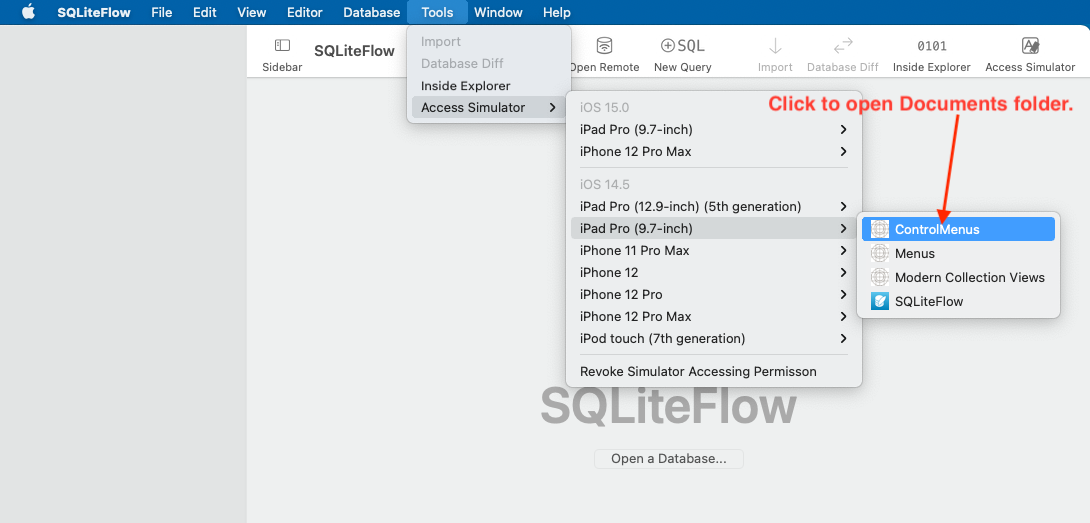 SQLiteFlow File Edit View Editor Database Tools Window Help
Sidebar
SQLiteFlow
Open Remote
SQL
New Query
Import
Database Diff
0101
Inside Explorer
Access Simulator
Import
Database Diff
Inside Explorer
Access Simulator
Click to open Documents folder.
iOS 15.0
iPad Pro (9.7-inch)
iPhone 12 Pro Max
iOS 14.5
iPad Pro (12.9-inch) (5th generation)
iPad Pro (9.7-inch)
iPhone 11 Pro Max
iPhone 12
iPhone 12 Pro
iPhone 12 Pro Max
iPod touch (7th generation)
Revoke Simulator Accessing Permisson
ControlMenus
Menus
Modern Collection Views
SQLiteFlow
SQLiteFlow
Open a Database...